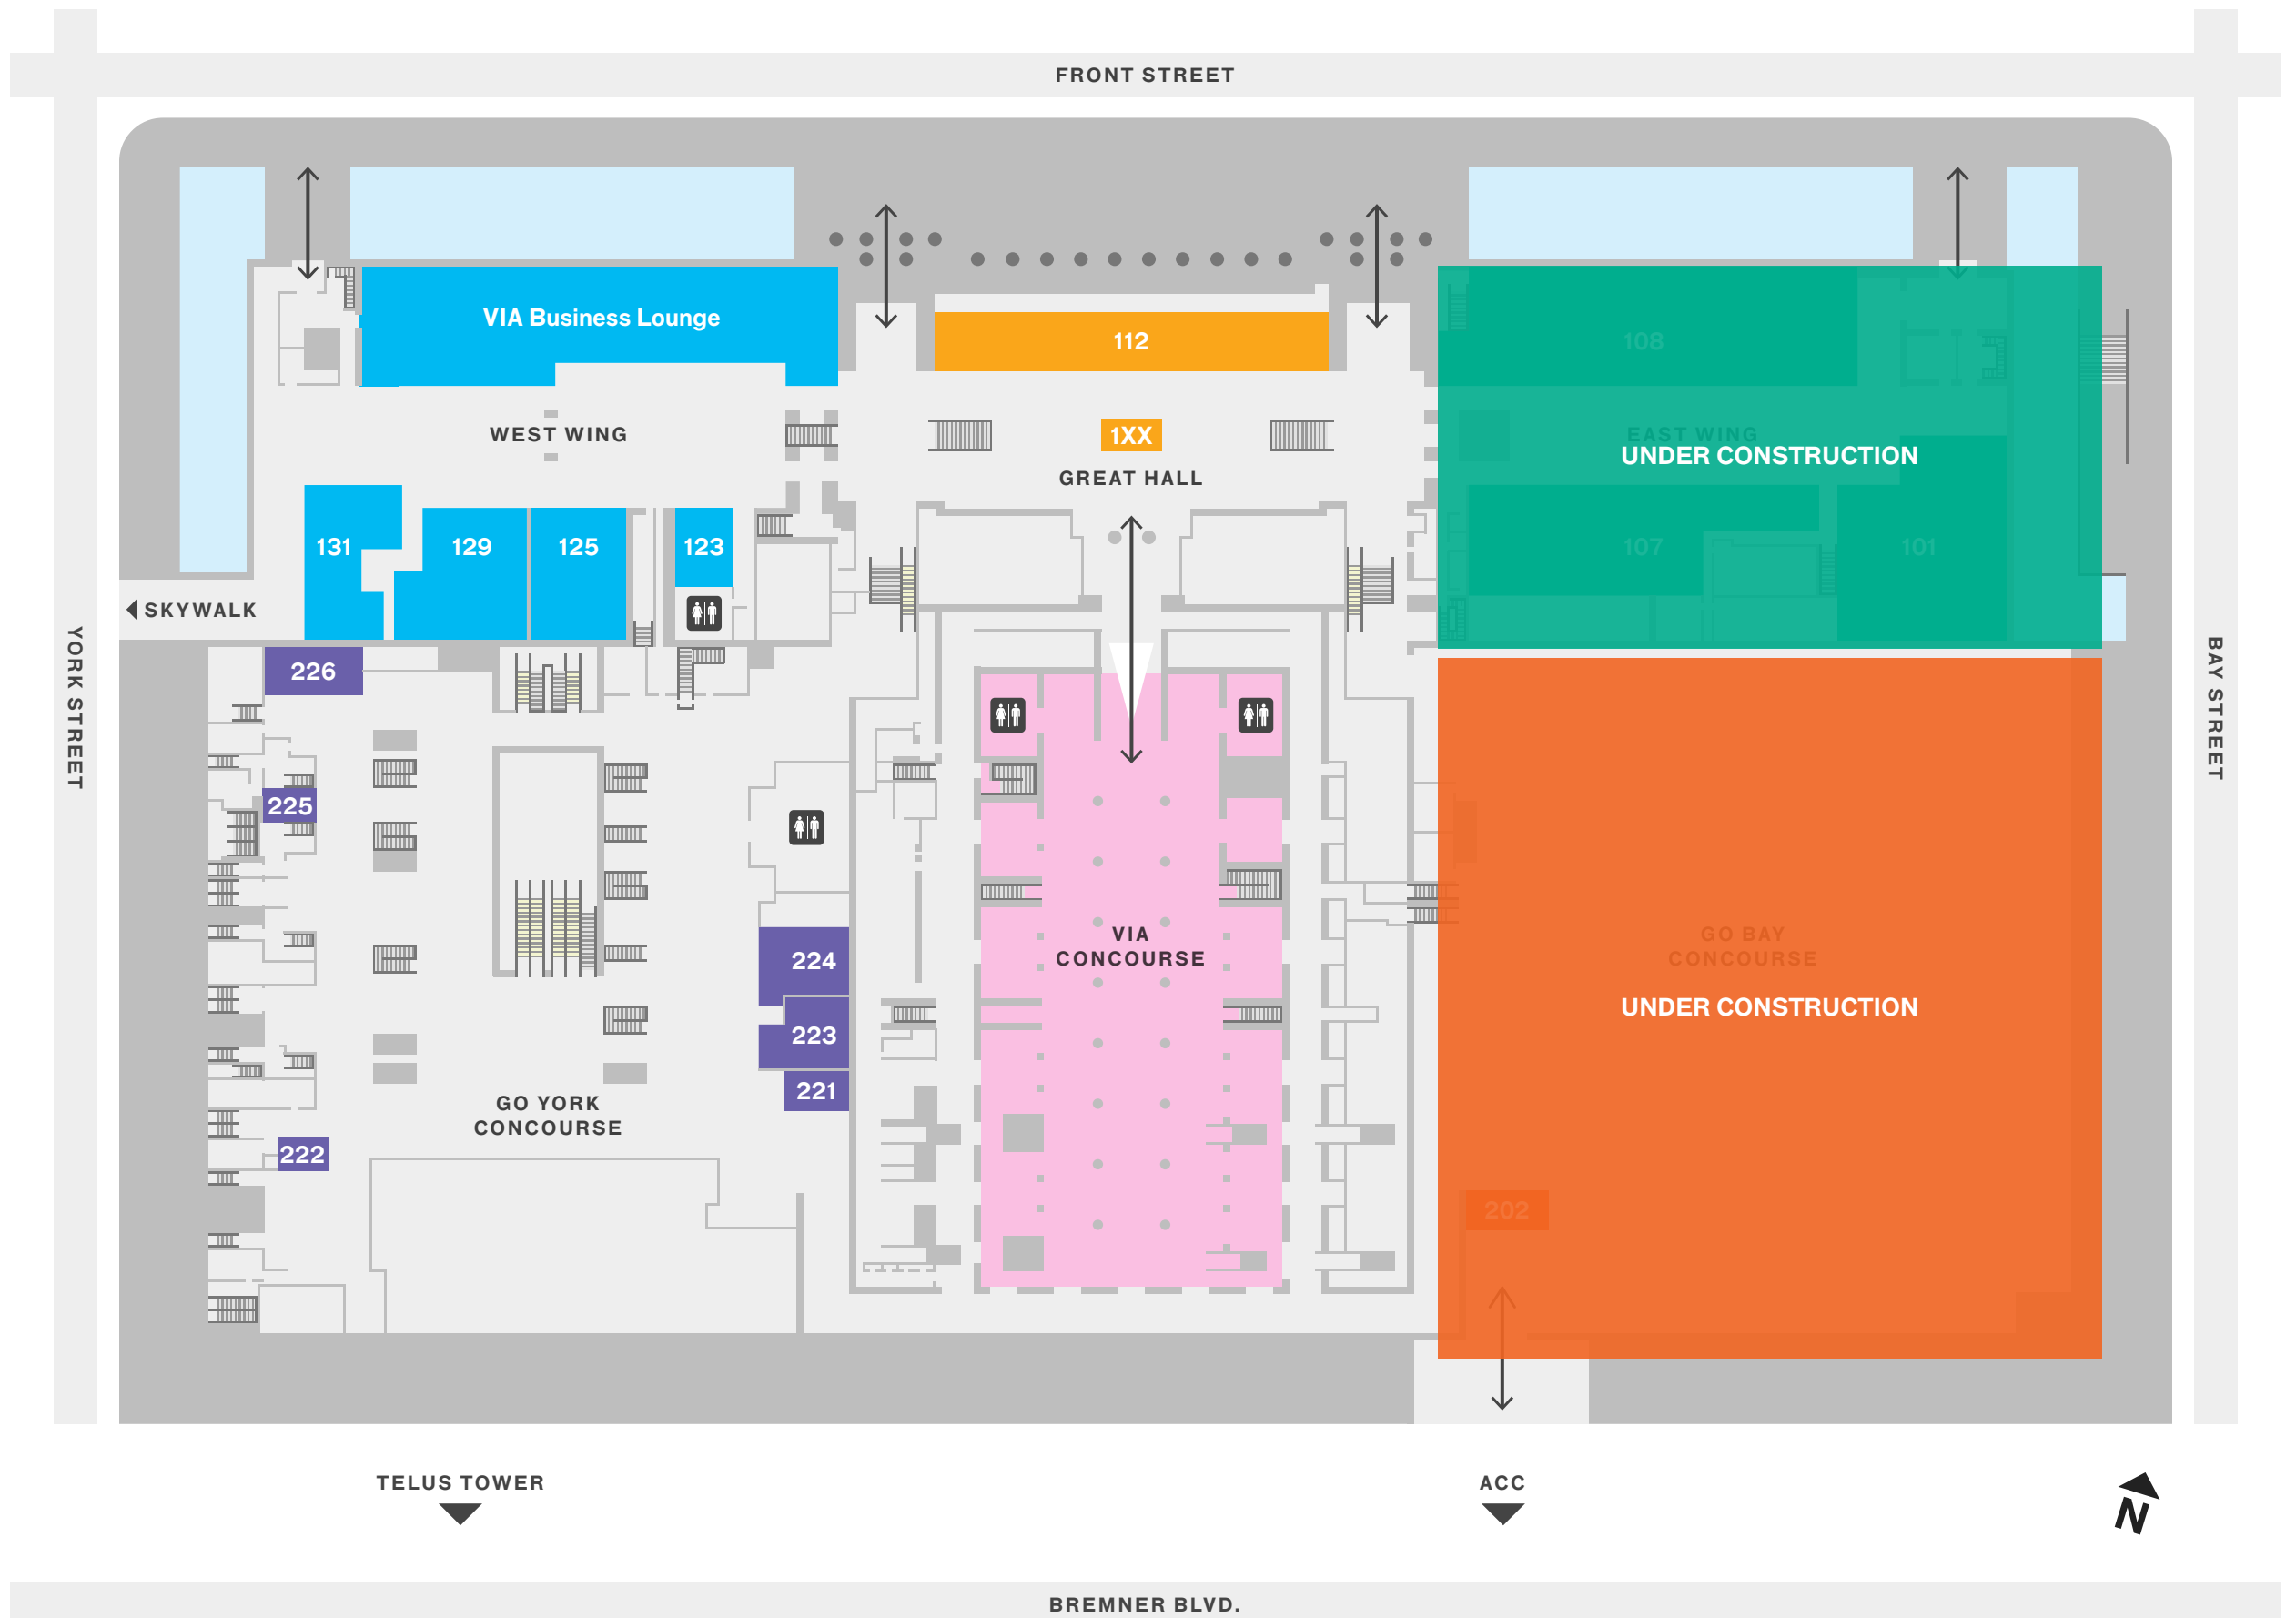 FRONT STREET
VIA Business Lounge
112
108
WEST WING
1XX
EAST WING
UNDER CONSTRUCTION
GREAT HALL
131
129
125
123
107
101
SKYWALK
YORK STREET
BAY STREET
226
225
224
VIA
CONCOURSE
GO BAY
CONCOURSE
UNDER CONSTRUCTION
223
221
GO YORK
CONCOURSE
222
202
TELUS TOWER
ACC
N
BREMNER BLVD.